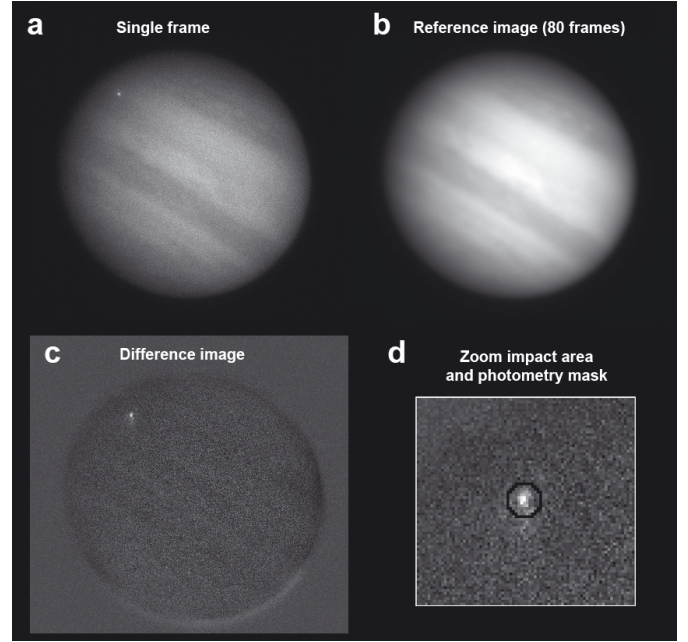 a
Single frame
b
Reference image (80 frames)
c
Difference image
d
Zoom impact area
and photometry mask